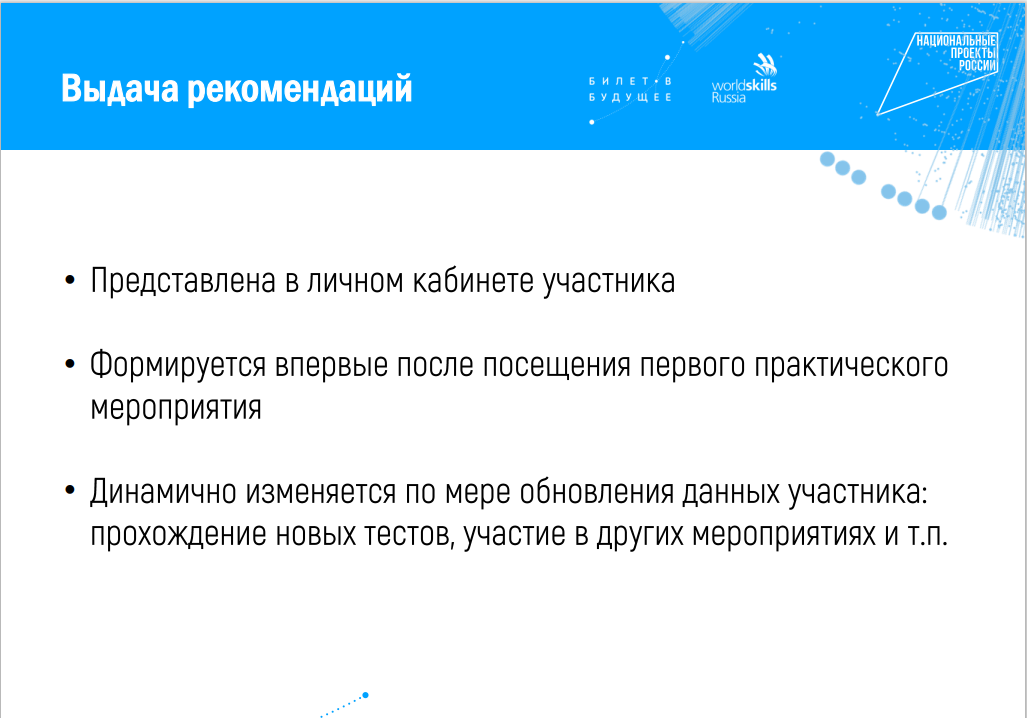 Выдача рекомендаций
БИЛЕТ В
БУДУЩЕЕ
worldskills
Russia
НАЦИОНАЛЬНЫЕ
ПРОЕКТЫ
РОССИИ
• Представлена в личном кабинете участника
• Формируется впервые после посещения первого практического
мероприятия
• Динамично изменяется по мере обновления данных участника:
прохождение новых тестов, участие в других мероприятиях и т.п.